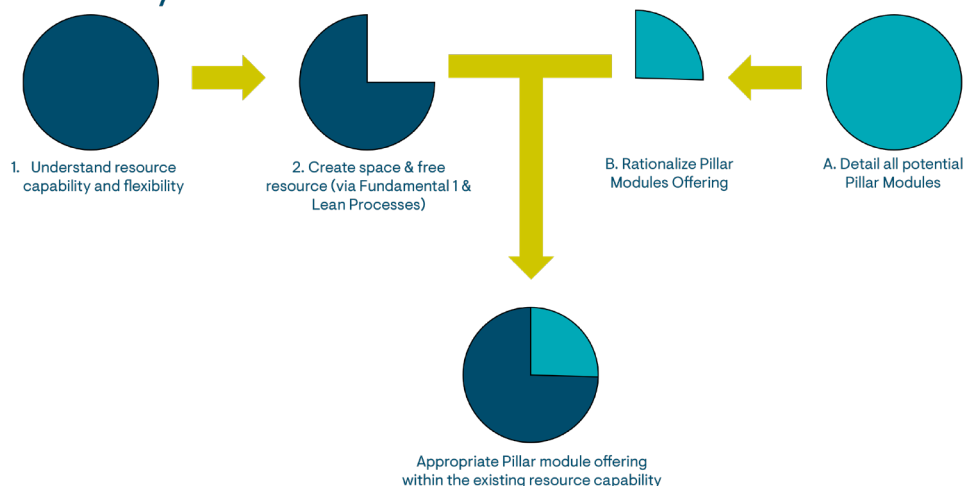 1. Understand resource
capability and flexibility
2. Create space & free
resource (via Fundamental 1 &
Lean Processes)
B. Rationalize Pillar
Modules Offering
A. Detail all potential
Pillar Modules
Appropriate Pillar module offering
within the existing resource capability